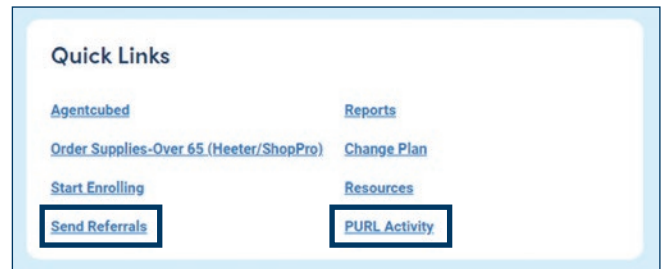 Quick Links
Agentcubed
Reports
Order Supplies-Over 65 (Heeter/ShopPro)
Change Plan
Start Enrolling
Resources
Send Referrals
PURL Activity